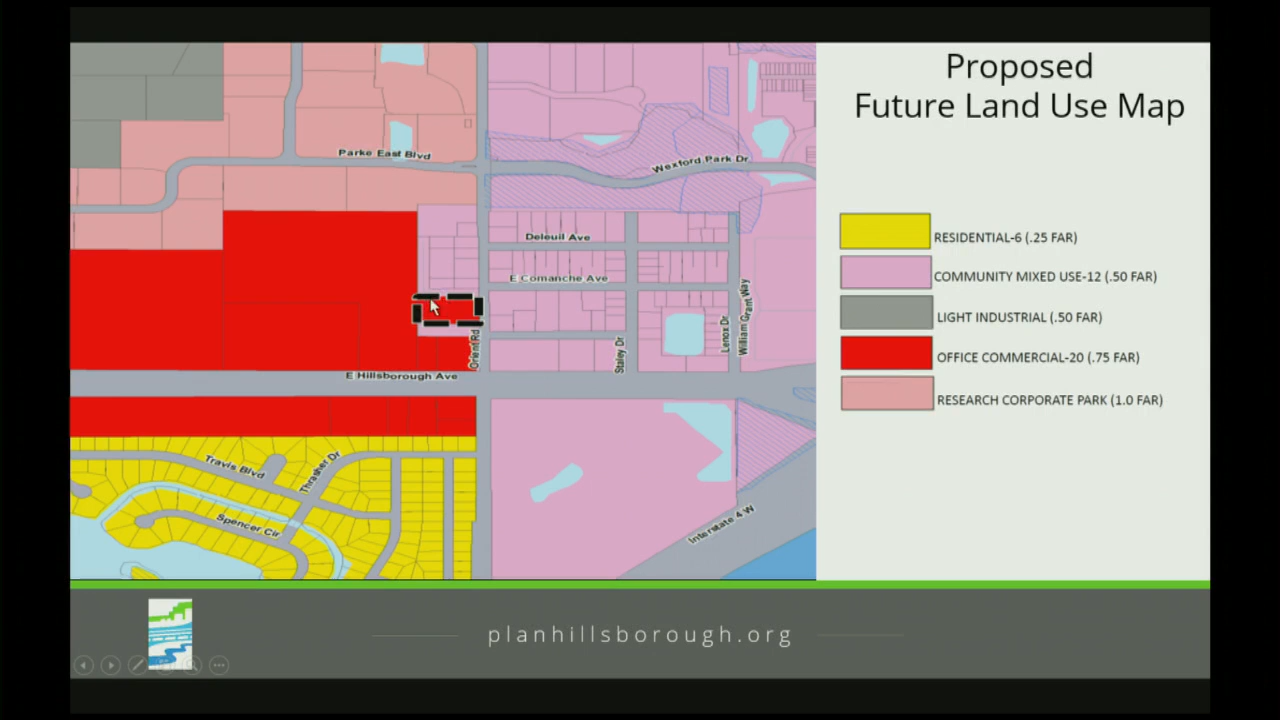 Proposed
Future Land Use Map
Parke East Blvd
Wexford Park Dr
Deleuil Ave
E Comanche Ave
Orient Rd
Staley Dr
Lenox Dr
William Grant Way
E Hillsborough Ave
Travis Blvd
Thrasher Dr
Spencer Cir
Interstate 4 W
RESIDENTIAL-6 (.25 FAR)
COMMUNITY MIXED USE-12 (.50 FAR)
LIGHT INDUSTRIAL (.50 FAR)
OFFICE COMMERCIAL-20 (.75 FAR)
RESEARCH CORPORATE PARK (1.0 FAR)
planhillsborough.org